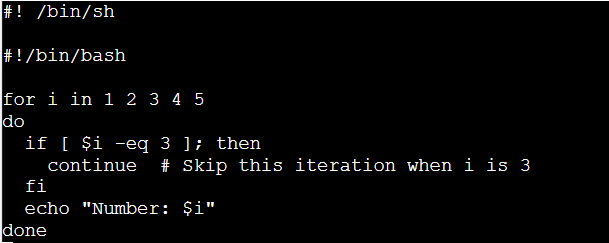 #! /bin/sh
#!/bin/bash
for i in 1 2 3 4 5
do
  if [ $i -eq 3 ]; then
    continue  # Skip this iteration when i is 3
  fi
  echo "Number: $i"
done